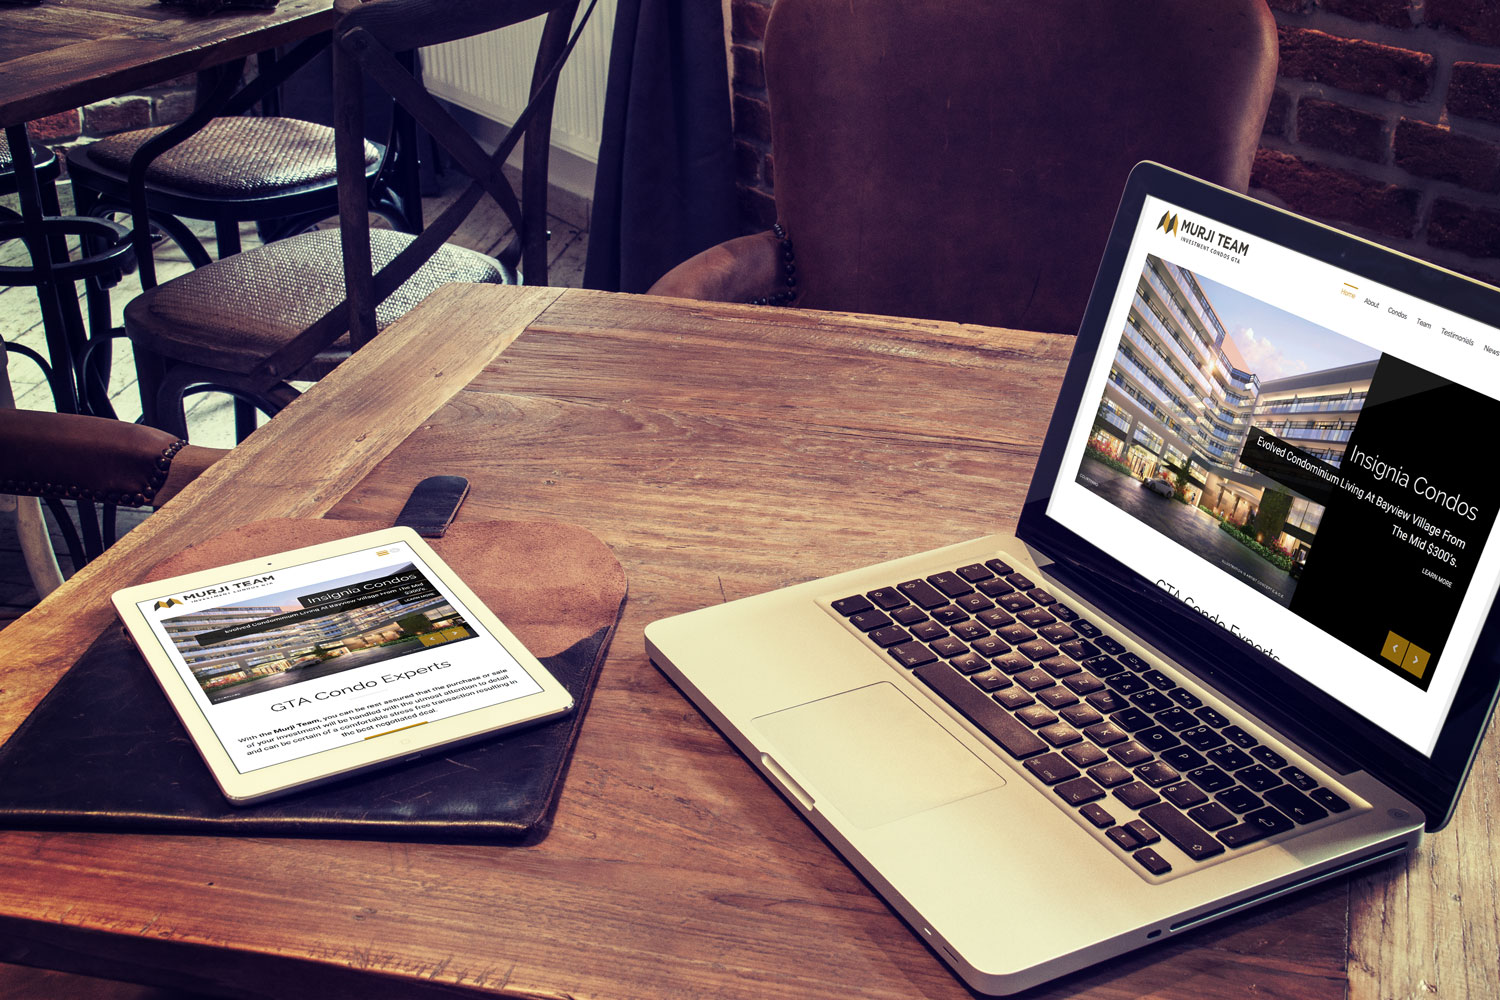 MURJI TEAM
INVESTMENT CONDOS GTA
Insignia Condos
Evolved Condominium Living At Bayview Village From The Mid
$300's.
LEARN MORE
GTA Condo Experts
With the Murji Team, you can be rest assured that the purchase or sale
of your investment will be handled with the utmost attention to detail
and can be certain of a comfortable stress free transaction resulting in
the best negotiated deal.
MURJI TEAM
INVESTMENT CONDOS GTA
Home About Condos Team Testimonials News
Insignia Condos
Evolved Condominium Living At Bayview Village From
The Mid $300's.
LEARN MORE
COURTYARD
GTA Condo Experts